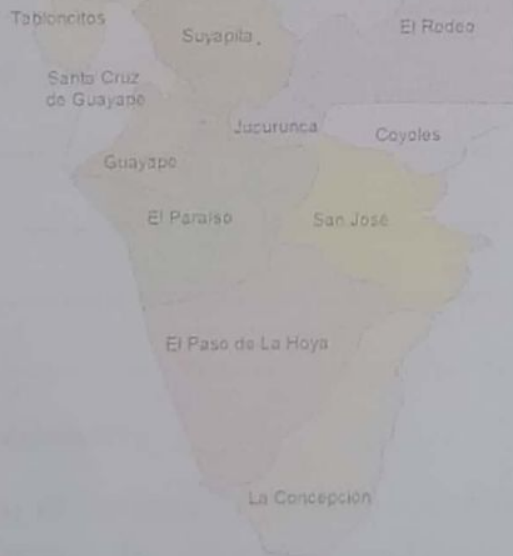 Tabloncitos
Suyapita
El Rodeo
Santa Cruz
de Guayape
Jucurunca
Coyoles
Guayape
El Paraiso
San José
El Paso de La Hoya
La Concepción